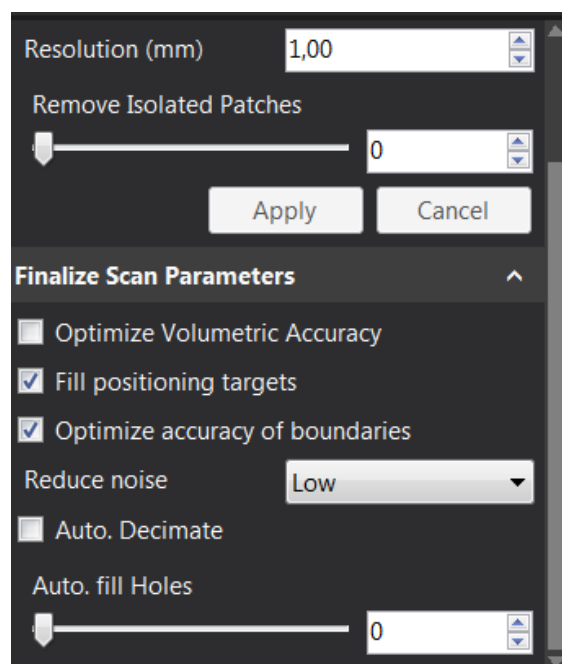 Resolution (mm) 1,00
Remove Isolated Patches
0
Apply Cancel
Finalize Scan Parameters
Optimize Volumetric Accuracy
Fill positioning targets
Optimize accuracy of boundaries
Reduce noise Low
Auto. Decimate
Auto. fill Holes
0